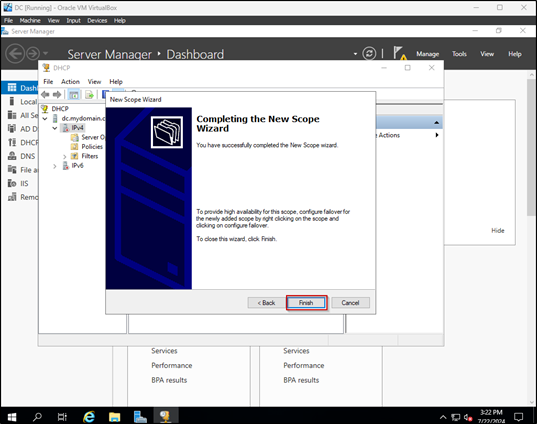 DC [Running] - Oracle VM VirtualBox
File Machine View Input Devices Help
Server Manager
Server Manager ▸ Dashboard
Manage Tools View Help
DHCP
File Action View Help
DHCP
dc.mydomain.c
IPv4
Server O
Policies
Filters
IPv6
Local
All Se
AD D
DHCP
DNS
File a
IIS
Remo
New Scope Wizard
Completing the New Scope
Wizard
You have successfully completed the New Scope wizard.
To provide high availability for this scope, configure failover for
the newly added scope by right clicking on the scope and
clicking on configure failover.
To close this wizard, click Finish.
< Back Finish Cancel
Actions
Hide
Services Services
Performance Performance
BPA results BPA results
3:22 PM
7/22/2024